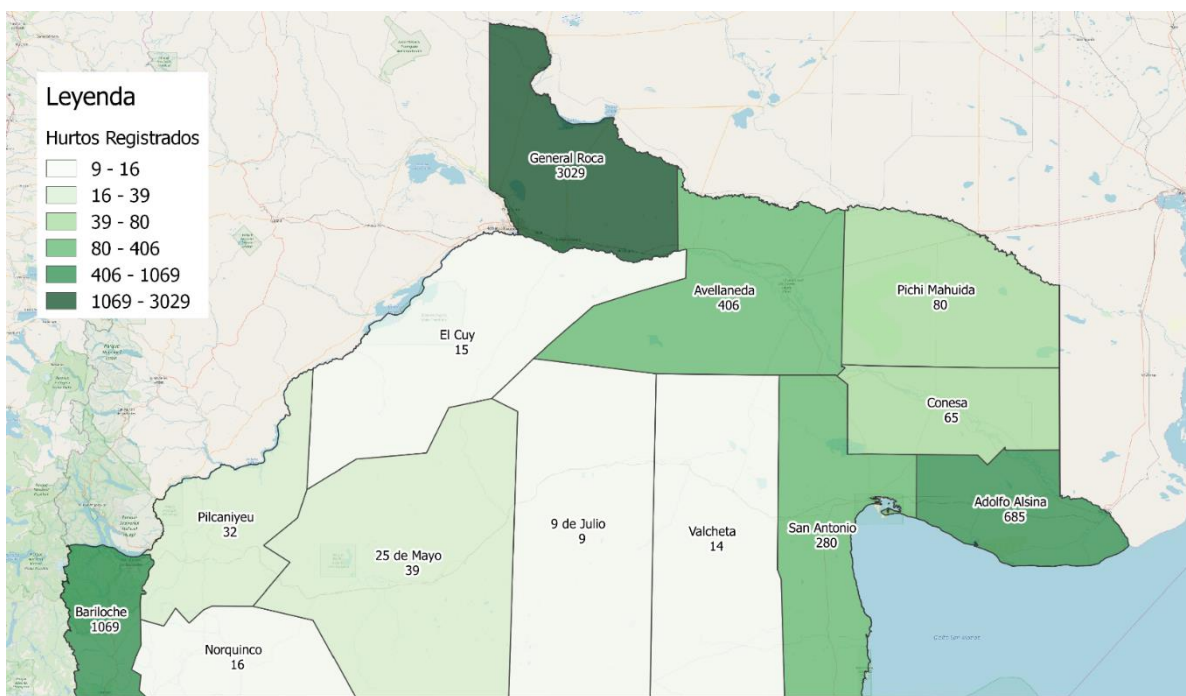 Leyenda
Hurtos Registrados
9 - 16
16 - 39
39 - 80
80 - 406
406 - 1069
1069 - 3029
General Roca
3029
Avellaneda
406
Pichi Mahuida
80
El Cuy
15
Conesa
65
Adolfo Alsina
685
Pilcaniyeu
32
25 de Mayo
39
9 de Julio
9
Valcheta
14
San Antonio
280
Bariloche
1069
Norquinco
16